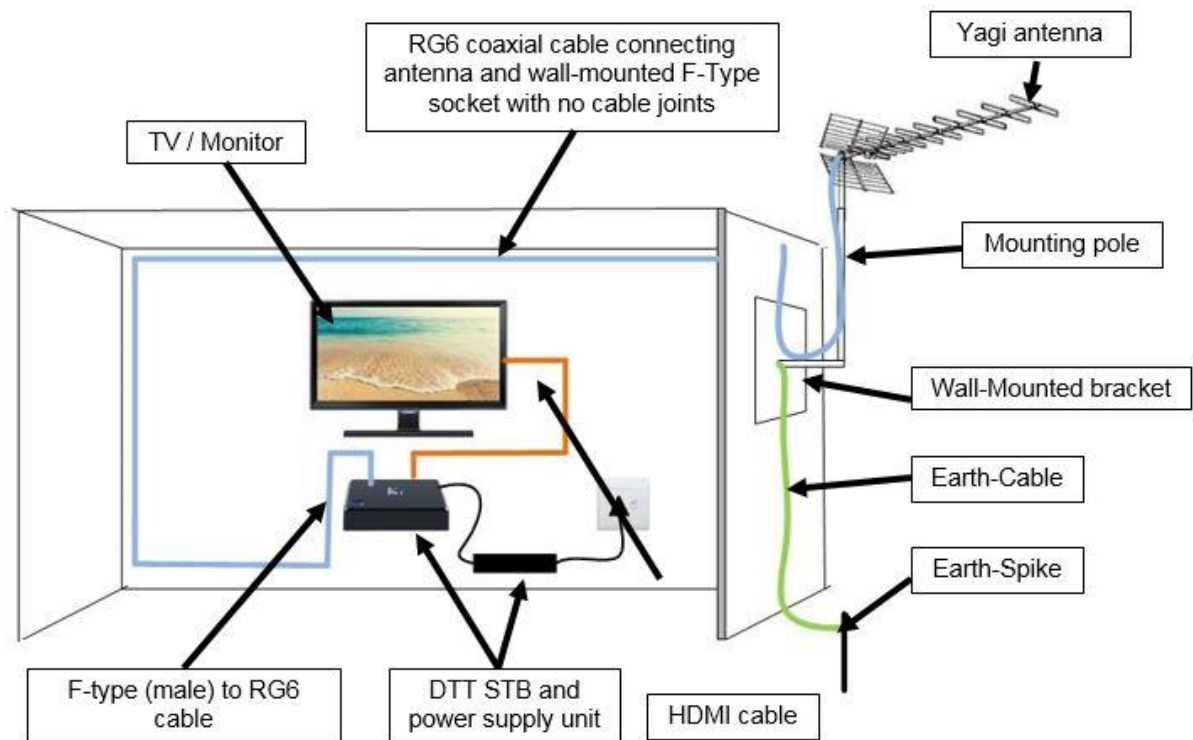 RG6 coaxial cable connecting
antenna and wall-mounted F-Type
socket with no cable joints
Yagi antenna
TV / Monitor
Mounting pole
Wall-Mounted bracket
Earth-Cable
Earth-Spike
F-type (male) to RG6
cable
DTT STB and
power supply unit
HDMI cable